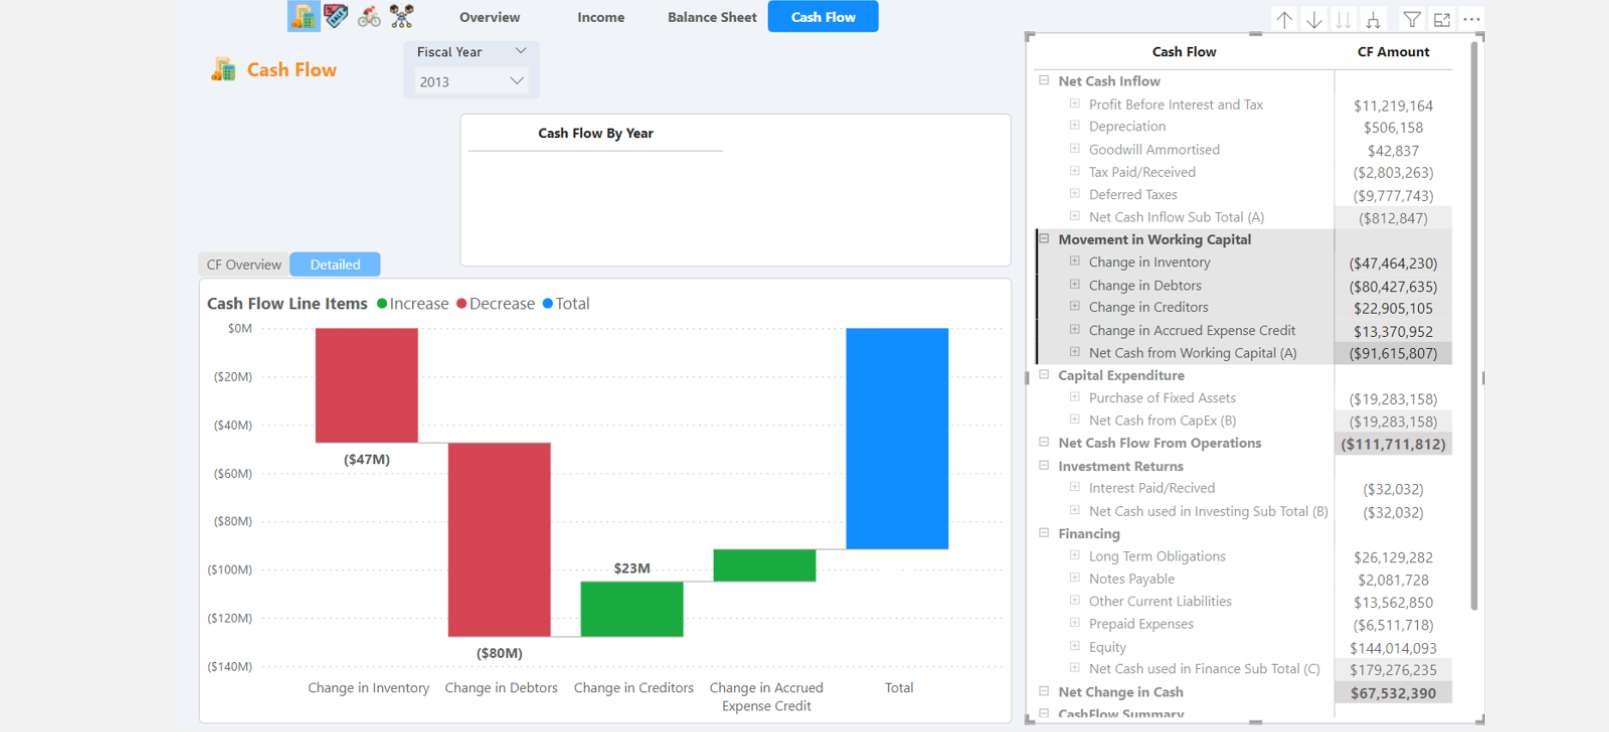 Overview Income Balance Sheet Cash Flow
Cash Flow
Fiscal Year
2013
Cash Flow By Year
CF Overview Detailed
Cash Flow Line Items Increase Decrease Total
$0M
($20M)
($40M)
($60M)
($80M)
($100M)
($120M)
($140M)
($47M)
($80M)
$23M
Change in Inventory Change in Debtors Change in Creditors Change in Accrued Expense Credit Total
Cash Flow CF Amount
Net Cash Inflow
Profit Before Interest and Tax $11,219,164
Depreciation $506,158
Goodwill Ammortised $42,837
Tax Paid/Received ($2,803,263)
Deferred Taxes ($9,777,743)
Net Cash Inflow Sub Total (A) ($812,847)
Movement in Working Capital
Change in Inventory ($47,464,230)
Change in Debtors ($80,427,635)
Change in Creditors $22,905,105
Change in Accrued Expense Credit $13,370,952
Net Cash from Working Capital (A) ($91,615,807)
Capital Expenditure
Purchase of Fixed Assets ($19,283,158)
Net Cash from CapEx (B) ($19,283,158)
Net Cash Flow From Operations ($111,711,812)
Investment Returns
Interest Paid/Recived ($32,032)
Net Cash used in Investing Sub Total (B) ($32,032)
Financing
Long Term Obligations $26,129,282
Notes Payable $2,081,728
Other Current Liabilities $13,562,850
Prepaid Expenses ($6,511,718)
Equity $144,014,093
Net Cash used in Finance Sub Total (C) $179,276,235
Net Change in Cash $67,532,390
CashFlow Summary